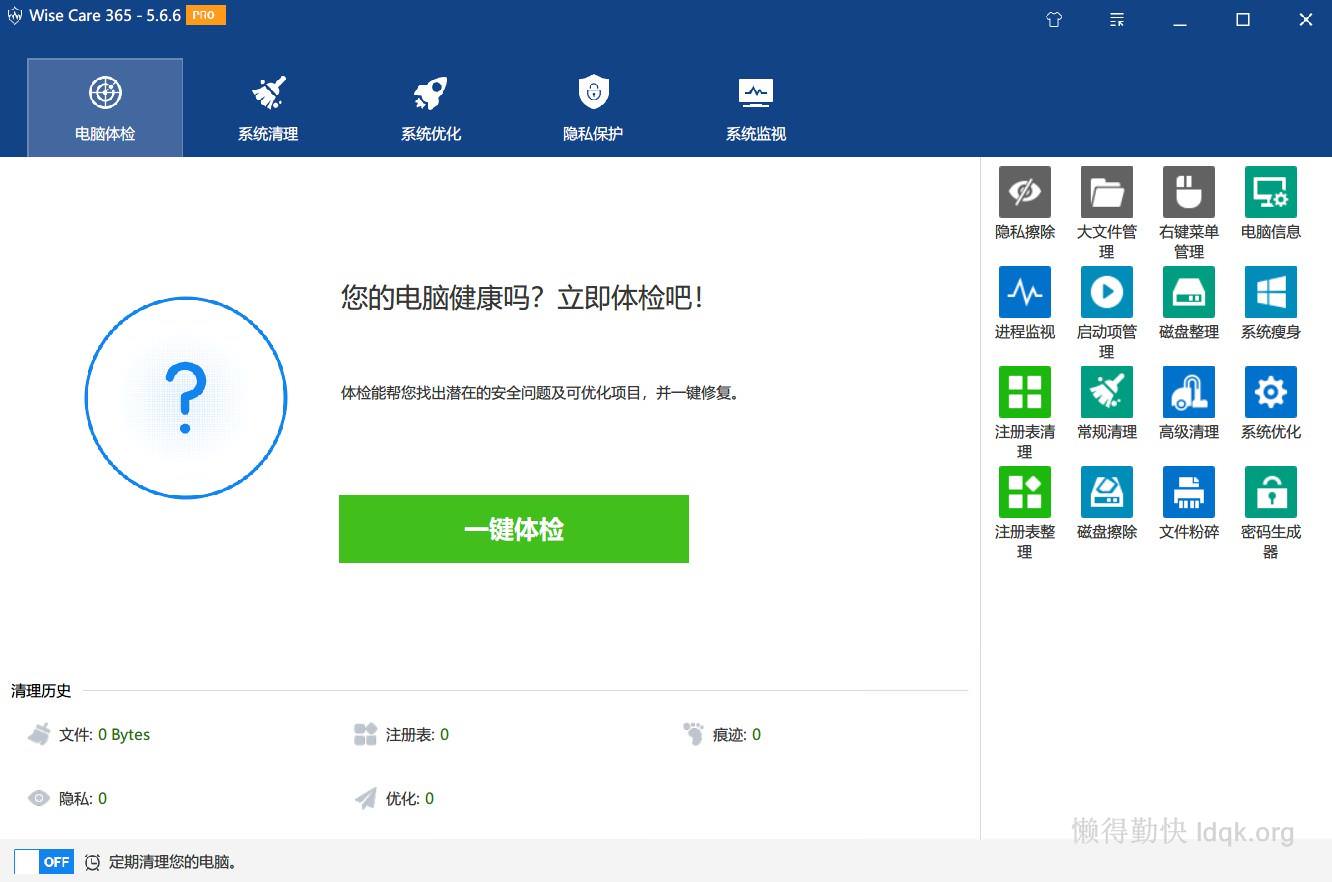 Wise Care 365 - 5.6.6 PRO
电脑体检 系统清理 系统优化 隐私保护 系统监视
您的电脑健康吗？立即体检吧！
体检能帮您找出潜在的安全问题及可优化项目，并一键修复。
一键体检
清理历史
文件: 0 Bytes 注册表: 0 痕迹: 0
隐私: 0 优化: 0
OFF 定期清理您的电脑。
隐私擦除
大文件管
理
右键菜单
管理
电脑信息
进程监视
启动项管
理
磁盘整理
系统瘦身
注册表清
理
常规清理
高级清理
系统优化
注册表整
理
磁盘擦除
文件粉碎
密码生成
器
懒得勤快 ldqk.org